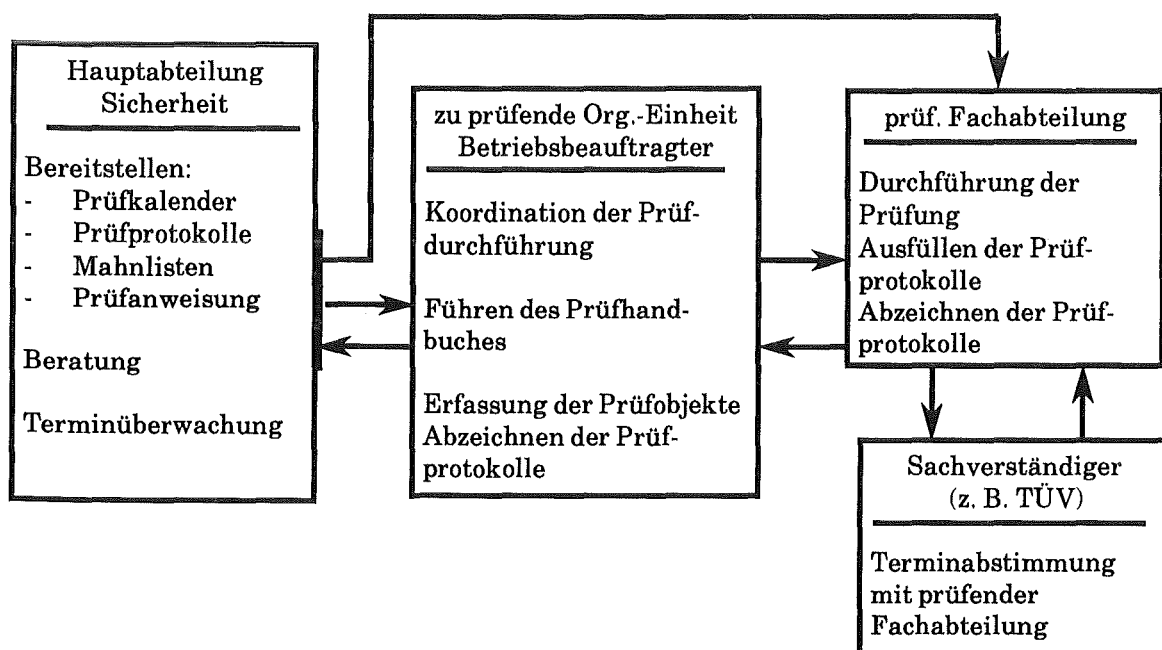 Hauptabteilung
Sicherheit
Bereitstellen:
- Prüfkalender
- Prüfprotokolle
- Mahnlisten
- Prüfanweisung
Beratung
Terminüberwachung
zu prüfende Org.-Einheit
Betriebsbeauftragter
Koordination der Prüf-
durchführung
Führen des Prüfhand-
buches
Erfassung der Prüfobjekte
Abzeichnen der Prüf-
protokolle
prüf. Fachabteilung
Durchführung der
Prüfung
Ausfüllen der Prüf-
protokolle
Abzeichnen der Prüf-
protokolle
Sachverständiger
(z. B. TÜV)
Terminabstimmung
mit prüfender
Fachabteilung